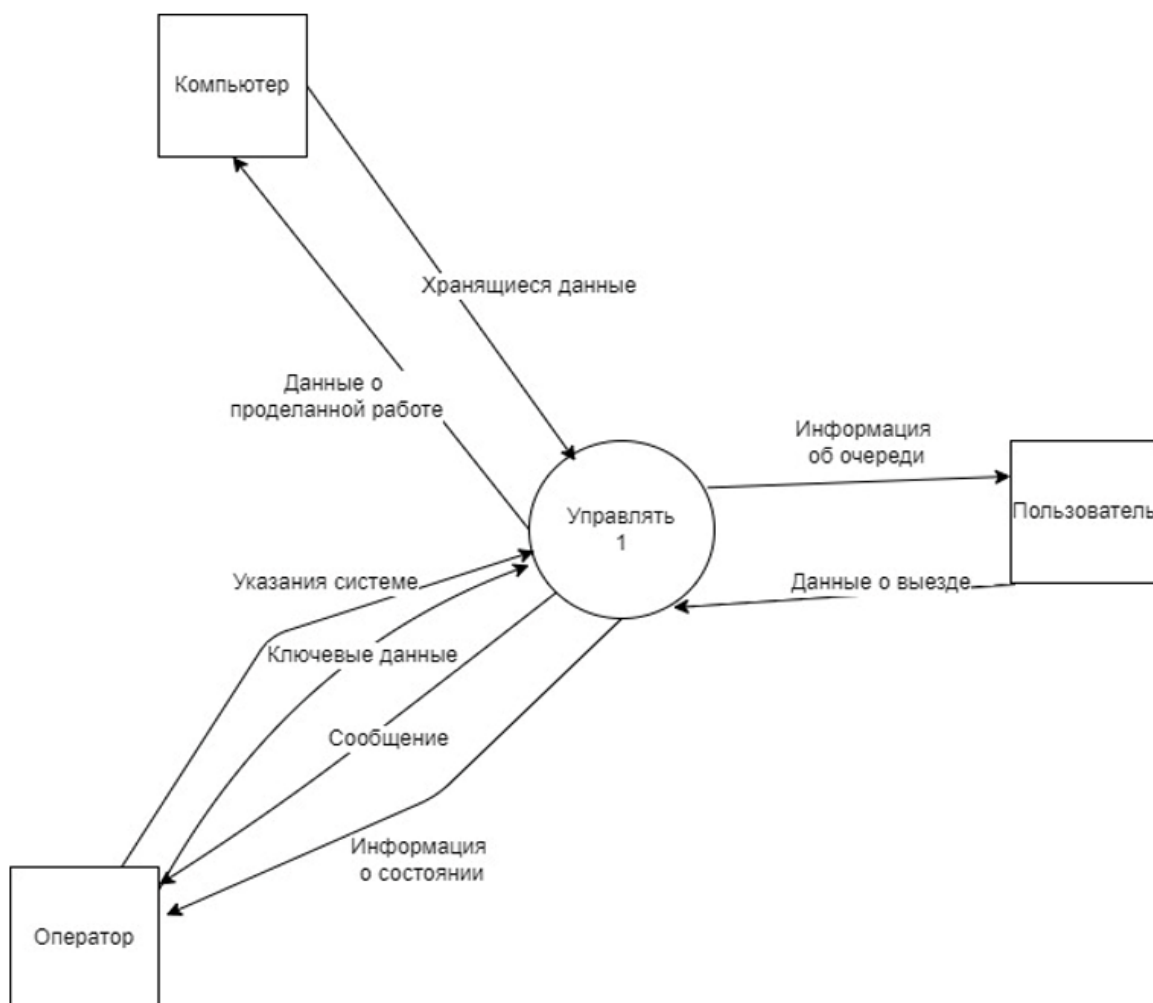 Компьютер
Хранящиеся данные
Данные о
проделанной работе
Информация
об очереди
Управлять
1
Пользователь
Указания системе
Данные о выезде
Ключевые данные
Сообщение
Информация
о состоянии
Оператор